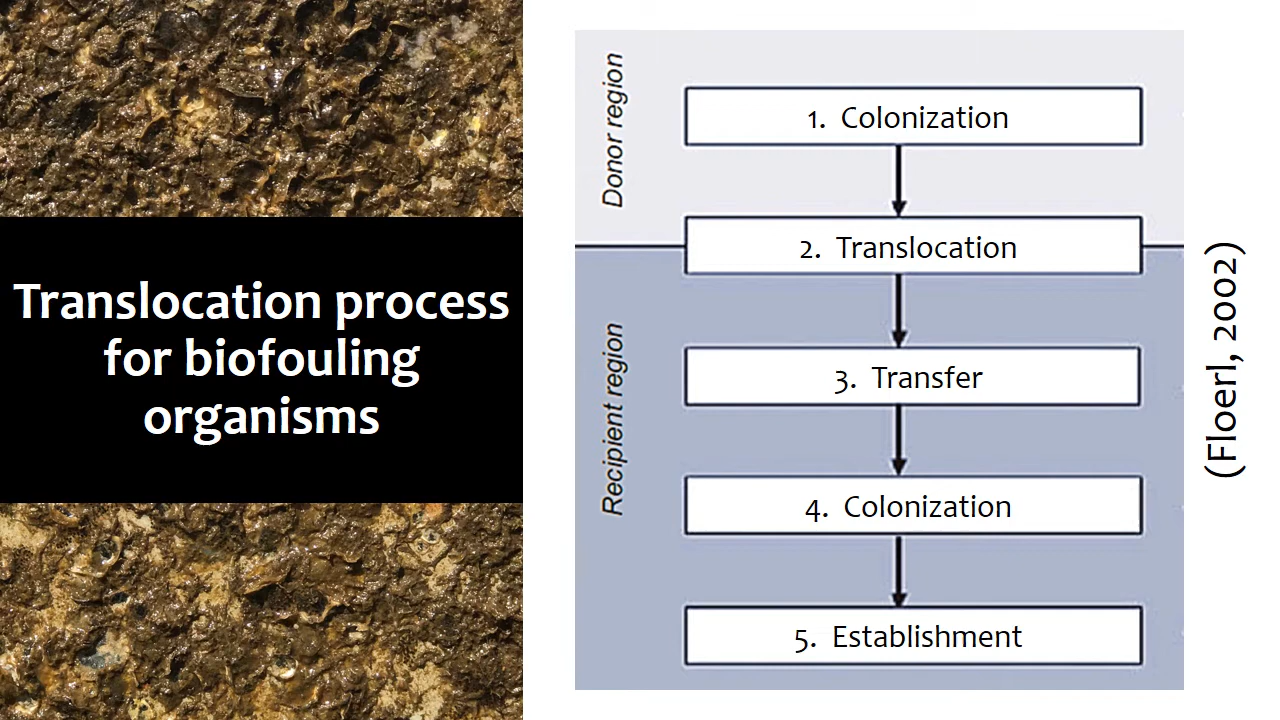 Translocation process
for biofouling
organisms
Donor region
1. Colonization
2. Translocation
Recipient region
3. Transfer
4. Colonization
5. Establishment
(Floerl, 2002)